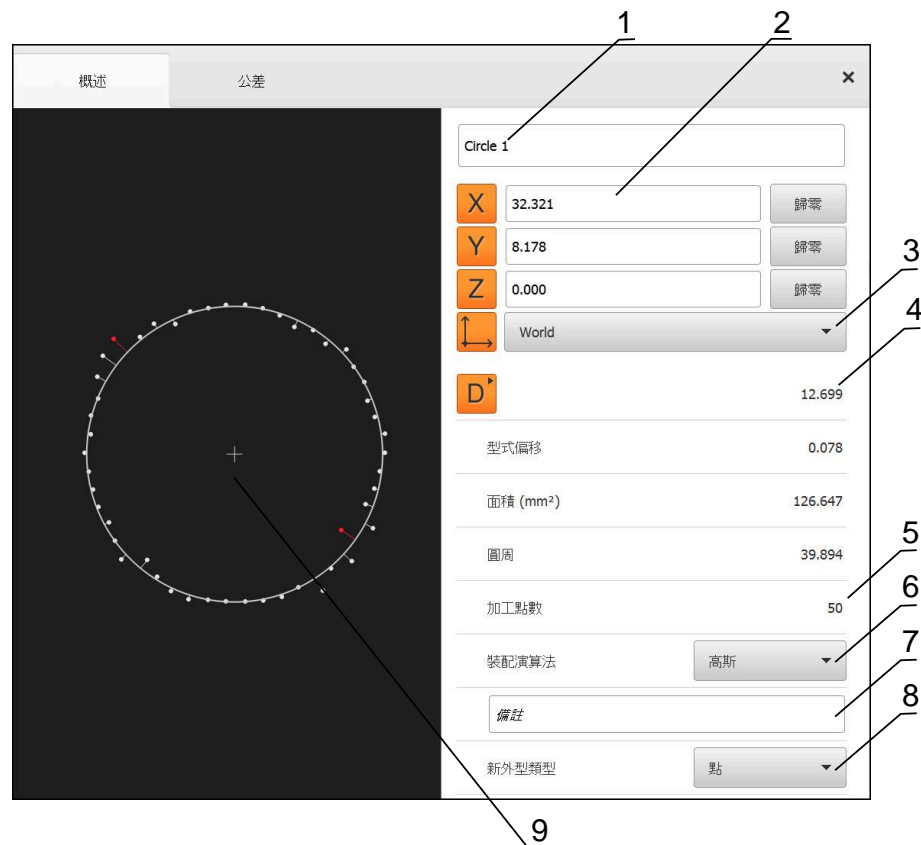 1
2
概述
公差
×
Circle 1
X
32.321
歸零
Y
8.178
歸零
3
Z
0.000
歸零
4
World
D
12.699
型式偏移
0.078
面積 (mm²)
126.647
5
圓周
39.894
6
加工點數
50
7
裝配演算法
高斯
8
備註
新外型類型
點
9